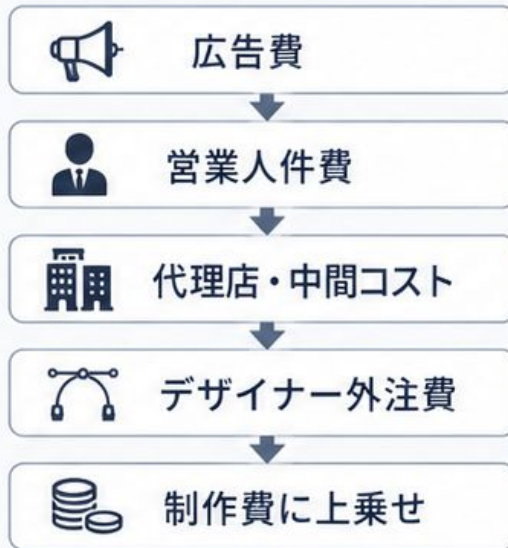 広告費
営業人件費
代理店・中間コスト
デザイナー外注費
制作費に上乗せ